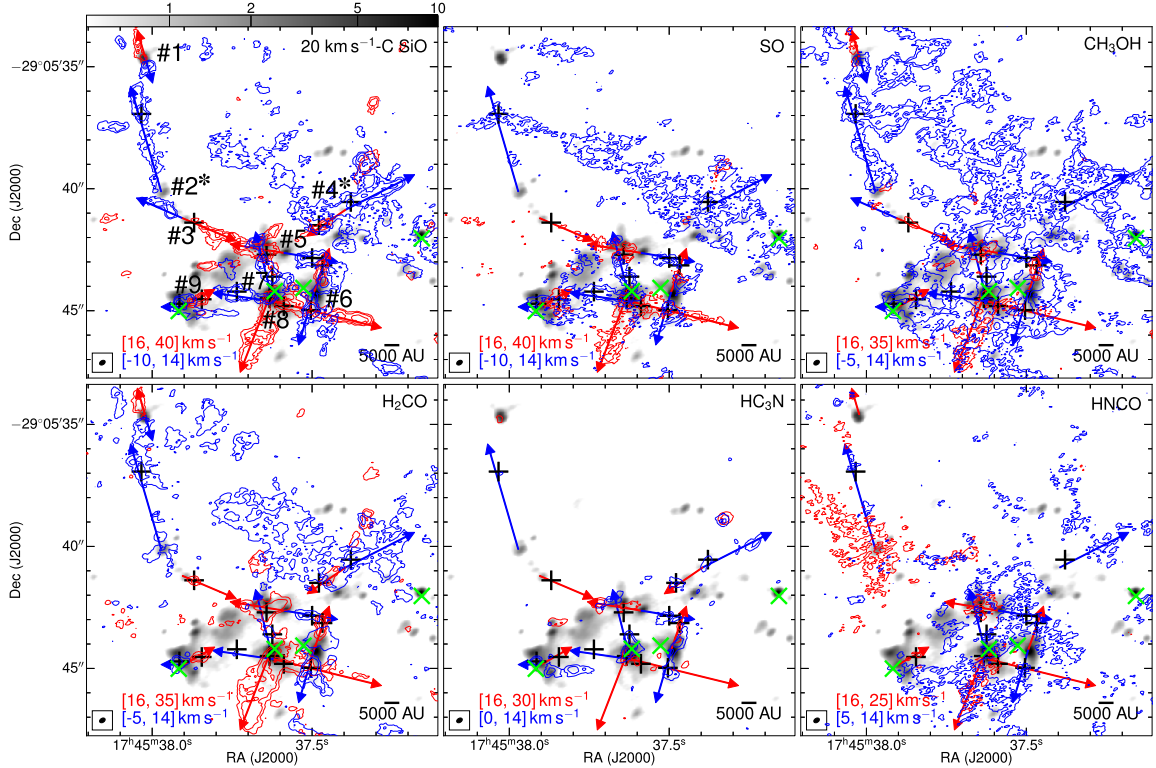 1 2 5 10
20 km s⁻¹-C SiO
SO
CH₃OH
#1
#2*
#4*
#3
#5
#9
#7
#6
#8
−29°05′35″
40″
45″
Dec (J2000)
[16, 40] km s⁻¹
[-10, 14] km s⁻¹
5000 AU
[16, 40] km s⁻¹
[-10, 14] km s⁻¹
5000 AU
[16, 35] km s⁻¹
[-5, 14] km s⁻¹
5000 AU
H₂CO
HC₃N
HNCO
−29°05′35″
40″
45″
Dec (J2000)
[16, 35] km s⁻¹
[-5, 14] km s⁻¹
5000 AU
[16, 30] km s⁻¹
[0, 14] km s⁻¹
5000 AU
[16, 25] km s⁻¹
[5, 14] km s⁻¹
5000 AU
17ʰ45ᵐ38.0ˢ 37.5ˢ
17ʰ45ᵐ38.0ˢ 37.5ˢ
17ʰ45ᵐ38.0ˢ 37.5ˢ
RA (J2000)
RA (J2000)
RA (J2000)